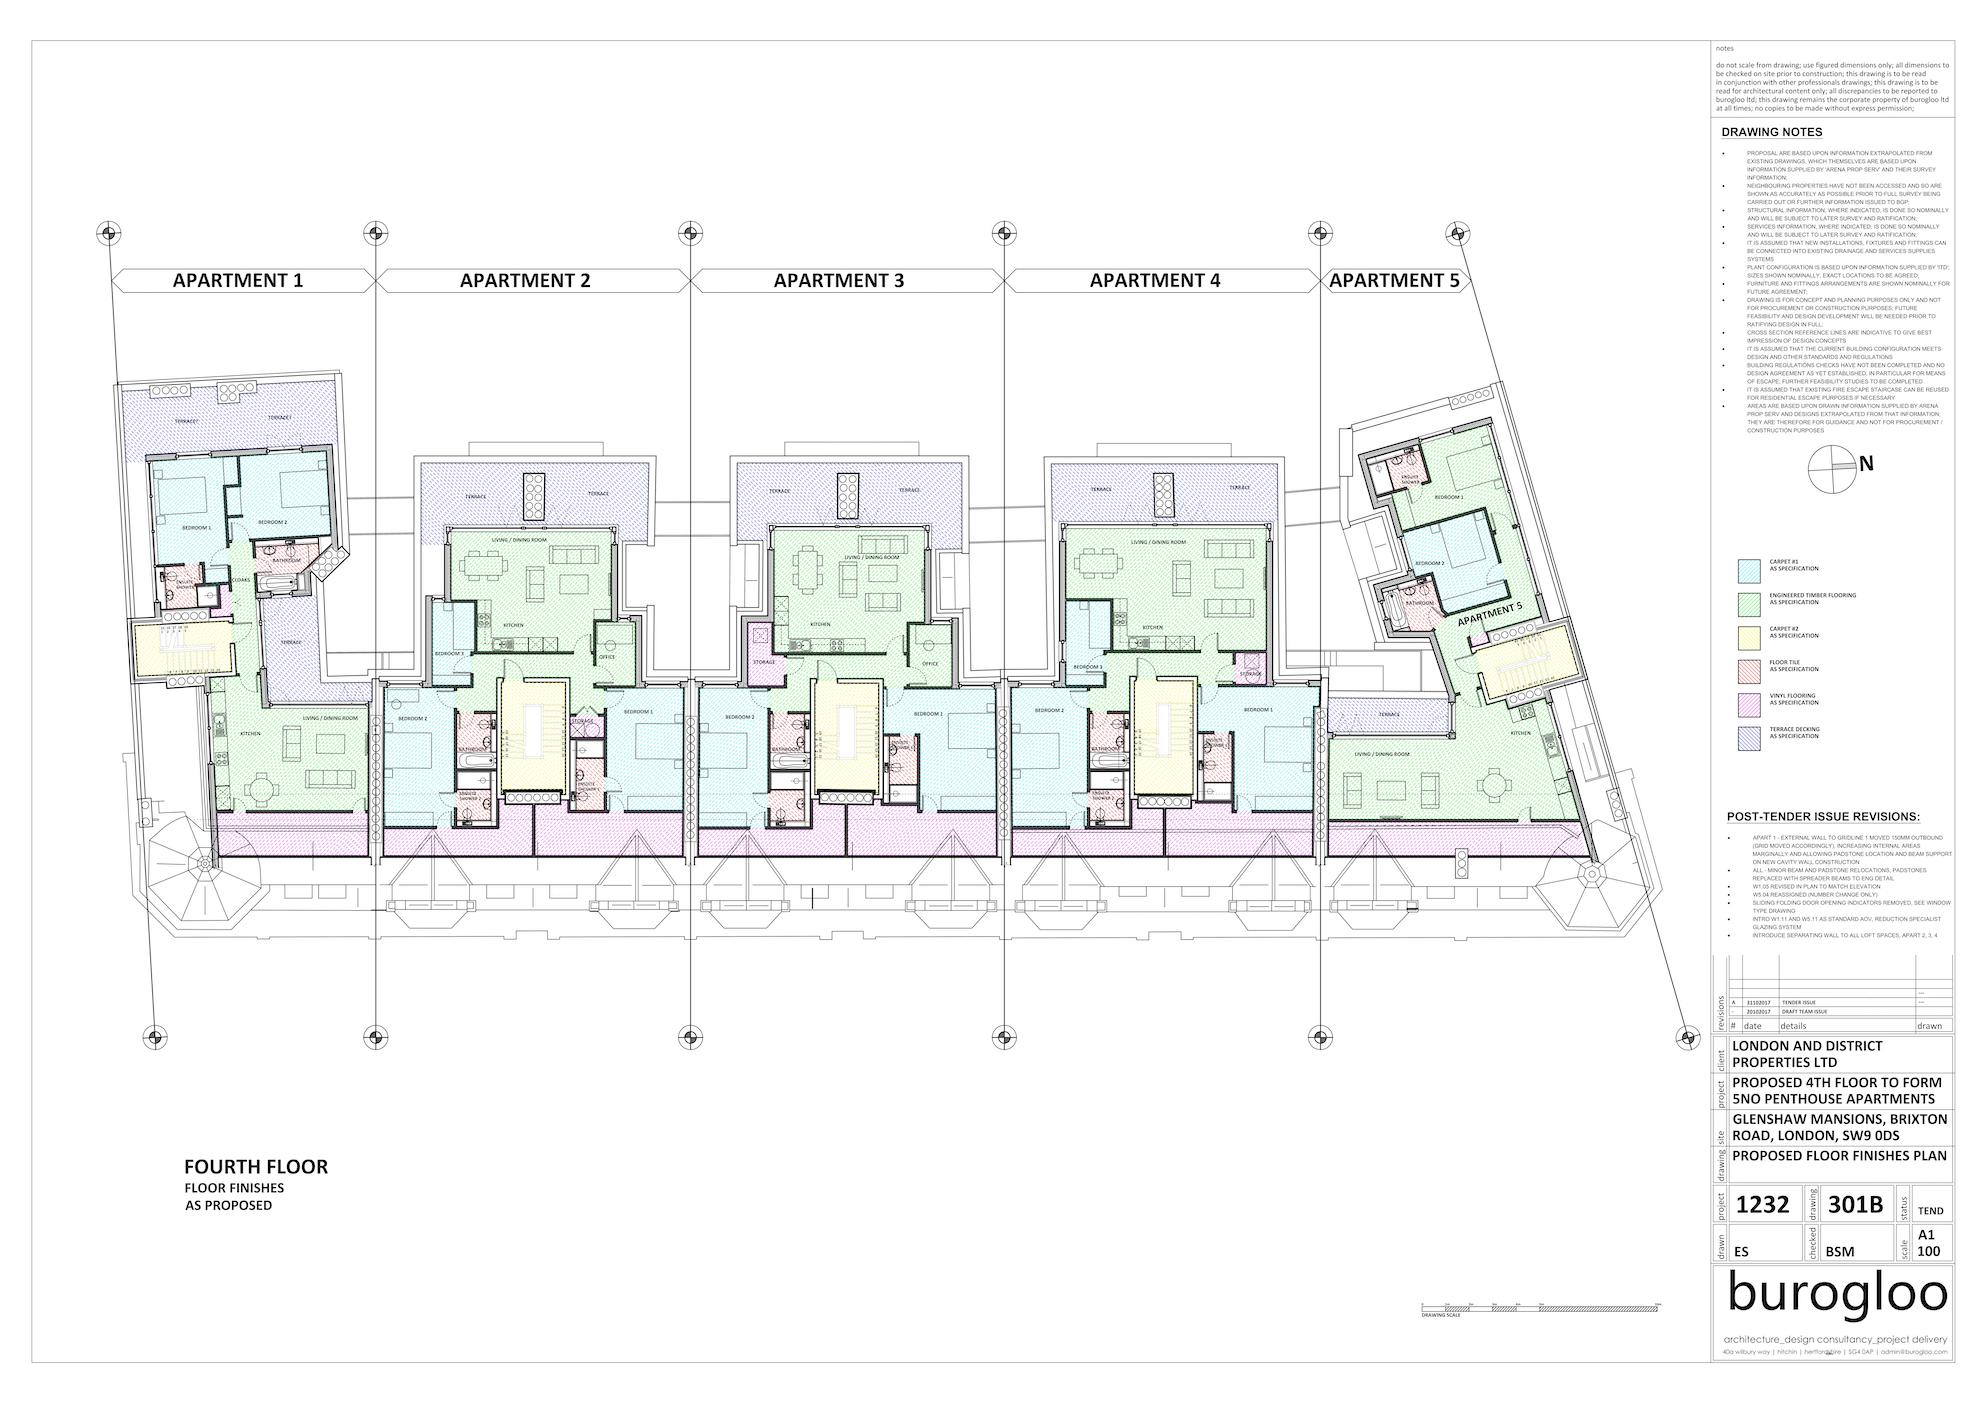 APARTMENT 1
APARTMENT 2
APARTMENT 3
APARTMENT 4
APARTMENT 5
TERRACE?
TERRACE?
BEDROOM 1
BEDROOM 2
ENSUITE
SHOWER
CLOAKS
BATHROOM
TERRACE
KITCHEN
LIVING / DINING ROOM
TERRACE
TERRACE
LIVING / DINING ROOM
KITCHEN
BEDROOM 3
OFFICE
BEDROOM 2
BATHROOM
STORAGE
BEDROOM 1
ENSUITE
ENSUITE
TERRACE
TERRACE
LIVING / DINING ROOM
KITCHEN
STORAGE
OFFICE
BEDROOM 2
BATHROOM
BEDROOM 1
ENSUITE
TERRACE
TERRACE
LIVING / DINING ROOM
KITCHEN
BEDROOM 3
STORAGE
BEDROOM 2
BATHROOM
BEDROOM 1
ENSUITE
SHOWER 2
ENSUITE
ENSUITE
SHOWER
BEDROOM 1
BEDROOM 2
BATHROOM
APARTMENT 5
TERRACE
LIVING / DINING ROOM
KITCHEN
FOURTH FLOOR
FLOOR FINISHES
AS PROPOSED
DRAWING SCALE
notes
do not scale from drawing; use figured dimensions only; all dimensions to
be checked on site prior to construction; this drawing is to be read
in conjunction with other professionals drawings; this drawing is to be
read for architectural content only; all discrepancies to be reported to
burogloo ltd; this drawing remains the corporate property of burogloo ltd
at all times; no copies to be made without express permission;
DRAWING NOTES
PROPOSAL ARE BASED UPON INFORMATION EXTRAPOLATED FROM
EXISTING DRAWINGS, WHICH THEMSELVES ARE BASED UPON
INFORMATION SUPPLIED BY 'ARENA PROP SERV' AND THEIR SURVEY
INFORMATION;
NEIGHBOURING PROPERTIES HAVE NOT BEEN ACCESSED AND SO ARE
SHOWN AS ACCURATELY AS POSSIBLE PRIOR TO FULL SURVEY BEING
CARRIED OUT OR FURTHER INFORMATION ISSUED TO BGP;
STRUCTURAL INFORMATION, WHERE INDICATED, IS DONE SO NOMINALLY
AND WILL BE SUBJECT TO LATER SURVEY AND RATIFICATION;
SERVICES INFORMATION, WHERE INDICATED, IS DONE SO NOMINALLY
AND WILL BE SUBJECT TO LATER SURVEY AND RATIFICATION;
IT IS ASSUMED THAT NEW INSTALLATIONS, FIXTURES AND FITTINGS CAN
BE CONNECTED INTO EXISTING DRAINAGE AND SERVICES SUPPLIES
SYSTEMS
PLANT CONFIGURATION IS BASED UPON INFORMATION SUPPLIED BY 'ITD';
SIZES SHOWN NOMINALLY, EXACT LOCATIONS TO BE AGREED;
FURNITURE AND FITTINGS ARRANGEMENTS ARE SHOWN NOMINALLY FOR
FUTURE AGREEMENT;
DRAWING IS FOR CONCEPT AND PLANNING PURPOSES ONLY AND NOT
FOR PROCUREMENT OR CONSTRUCTION PURPOSES; FUTURE
FEASIBILITY AND DESIGN DEVELOPMENT WILL BE NEEDED PRIOR TO
RATIFYING DESIGN IN FULL;
CROSS SECTION REFERENCE LINES ARE INDICATIVE TO GIVE BEST
IMPRESSION OF DESIGN CONCEPTS
IT IS ASSUMED THAT THE CURRENT BUILDING CONFIGURATION MEETS
DESIGN AND OTHER STANDARDS AND REGULATIONS
BUILDING REGULATIONS CHECKS HAVE NOT BEEN COMPLETED AND NO
DESIGN AGREEMENT AS YET ESTABLISHED, IN PARTICULAR FOR MEANS
OF ESCAPE; FURTHER FEASIBILITY STUDIES TO BE COMPLETED
IT IS ASSUMED THAT EXISTING FIRE ESCAPE STAIRCASE CAN BE REUSED
FOR RESIDENTIAL ESCAPE PURPOSES IF NECESSARY
AREAS ARE BASED UPON DRAWN INFORMATION SUPPLIED BY ARENA
PROP SERV AND DESIGNS EXTRAPOLATED FROM THAT INFORMATION;
THEY ARE THEREFORE FOR GUIDANCE AND NOT FOR PROCUREMENT /
CONSTRUCTION PURPOSES
N
CARPET #1
AS SPECIFICATION
ENGINEERED TIMBER FLOORING
AS SPECIFICATION
CARPET #2
AS SPECIFICATION
FLOOR TILE
AS SPECIFICATION
VINYL FLOORING
AS SPECIFICATION
TERRACE DECKING
AS SPECIFICATION
POST-TENDER ISSUE REVISIONS:
APART 1 - EXTERNAL WALL TO GRIDLINE 1 MOVED 150MM OUTBOUND
(GRID MOVED ACCORDINGLY), INCREASING INTERNAL AREAS
MARGINALLY AND ALLOWING PADSTONE LOCATION AND BEAM SUPPORT
ON NEW CAVITY WALL CONSTRUCTION
ALL - MINOR BEAM AND PADSTONE RELOCATIONS, PADSTONES
REPLACED WITH SPREADER BEAMS TO ENG DETAIL
W1.05 REVISED IN PLAN TO MATCH ELEVATION
W5.04 REASSIGNED (NUMBER CHANGE ONLY)
SLIDING FOLDING DOOR OPENING INDICATORS REMOVED, SEE WINDOW
TYPE DRAWING
INTRO W1.11 AND W5.11 AS STANDARD AOV, REDUCTION SPECIALIST
GLAZING SYSTEM
INTRODUCE SEPARATING WALL TO ALL LOFT SPACES, APART 2, 3, 4
revisions
A 31102017 TENDER ISSUE ---
- 20102017 DRAFT TEAM ISSUE
# date details drawn
client
LONDON AND DISTRICT
PROPERTIES LTD
project
PROPOSED 4TH FLOOR TO FORM
5NO PENTHOUSE APARTMENTS
site
GLENSHAW MANSIONS, BRIXTON
ROAD, LONDON, SW9 0DS
drawing
PROPOSED FLOOR FINISHES PLAN
project 1232 drawing 301B status TEND
drawn ES checked BSM scale A1
100
burogloo
architecture_design consultancy_project delivery
40a wilbury way | hitchin | hertfordshire | SG4 0AP | admin@burogloo.com